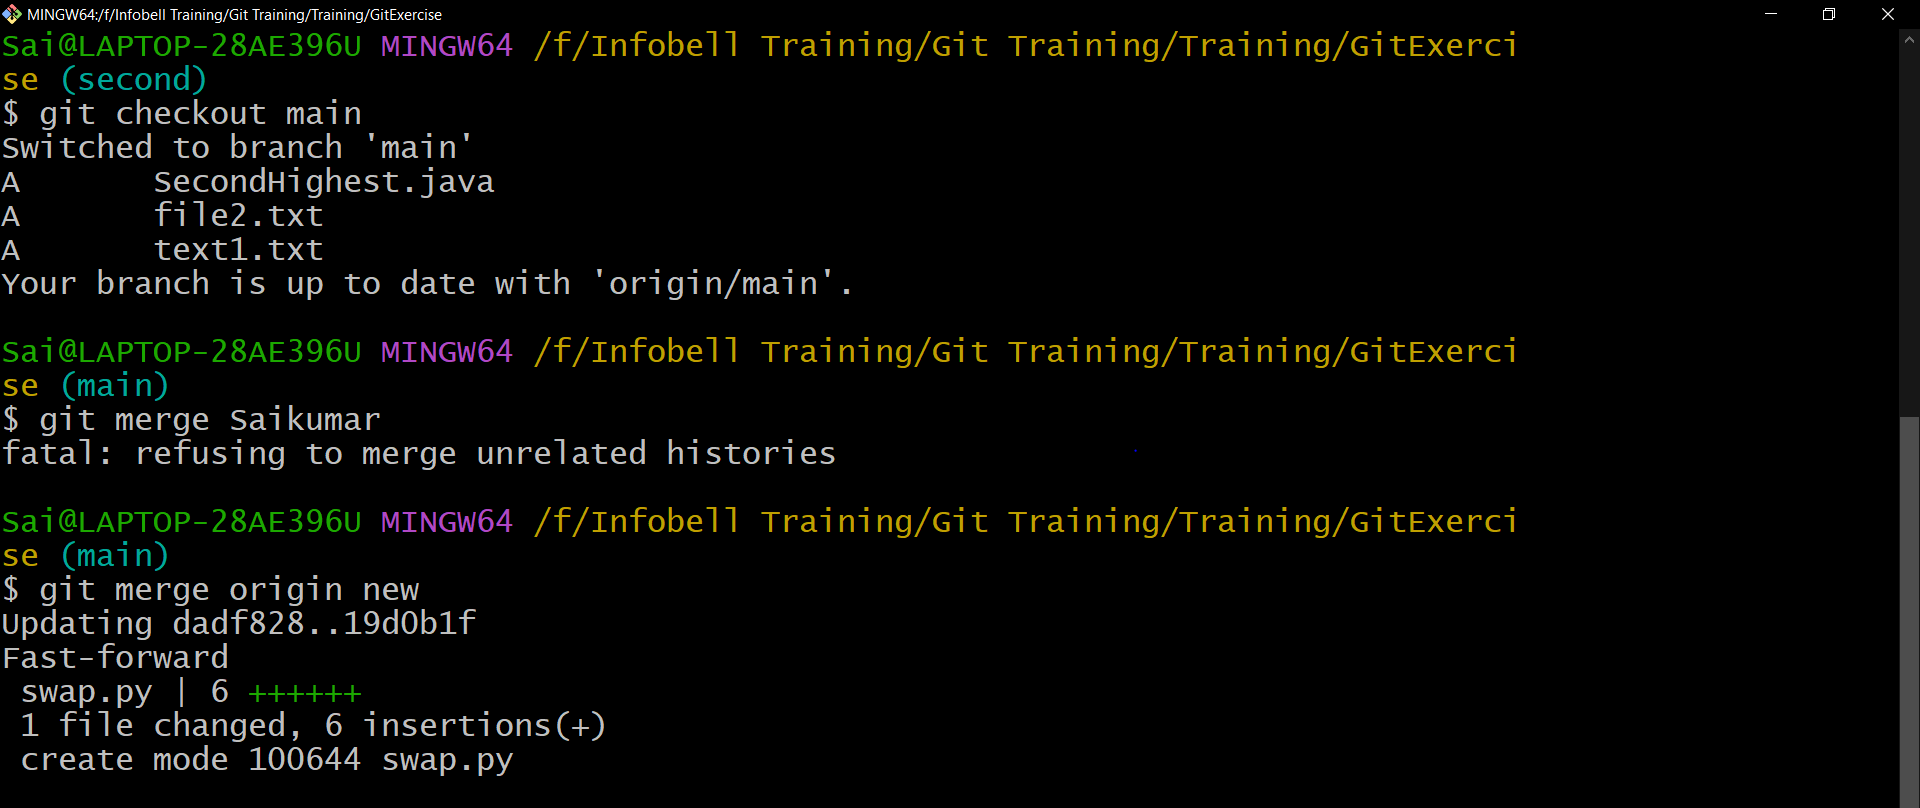 MINGW64:/f/Infobell Training/Git Training/Training/GitExercise
Sai@LAPTOP-28AE396U MINGW64 /f/Infobell Training/Git Training/Training/GitExerci
se (second)
$ git checkout main
Switched to branch 'main'
A       SecondHighest.java
A       file2.txt
A       text1.txt
Your branch is up to date with 'origin/main'.
Sai@LAPTOP-28AE396U MINGW64 /f/Infobell Training/Git Training/Training/GitExerci
se (main)
$ git merge Saikumar
fatal: refusing to merge unrelated histories
Sai@LAPTOP-28AE396U MINGW64 /f/Infobell Training/Git Training/Training/GitExerci
se (main)
$ git merge origin new
Updating dadf828..19d0b1f
Fast-forward
 swap.py | 6 ++++++
 1 file changed, 6 insertions(+)
 create mode 100644 swap.py